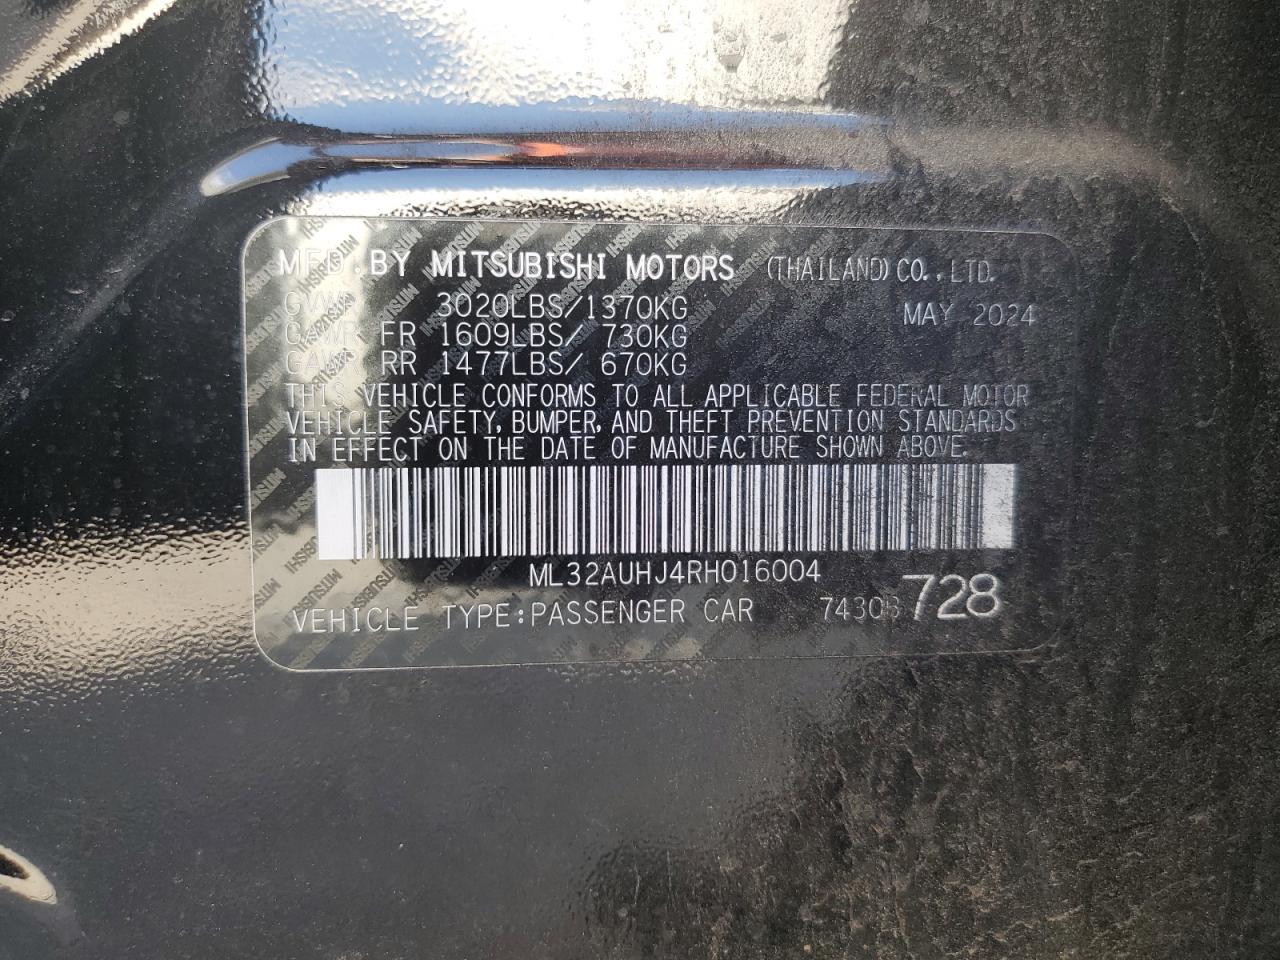 MFD. BY MITSUBISHI MOTORS (THAILAND) CO., LTD.
GVWR 3020LBS/1370KG MAY 2024
GAWR FR 1609LBS/ 730KG
GAWR RR 1477LBS/ 670KG
THIS VEHICLE CONFORMS TO ALL APPLICABLE FEDERAL MOTOR
VEHICLE SAFETY, BUMPER, AND THEFT PREVENTION STANDARDS
IN EFFECT ON THE DATE OF MANUFACTURE SHOWN ABOVE.
ML32AUHJ4RH016004
VEHICLE TYPE:PASSENGER CAR 728